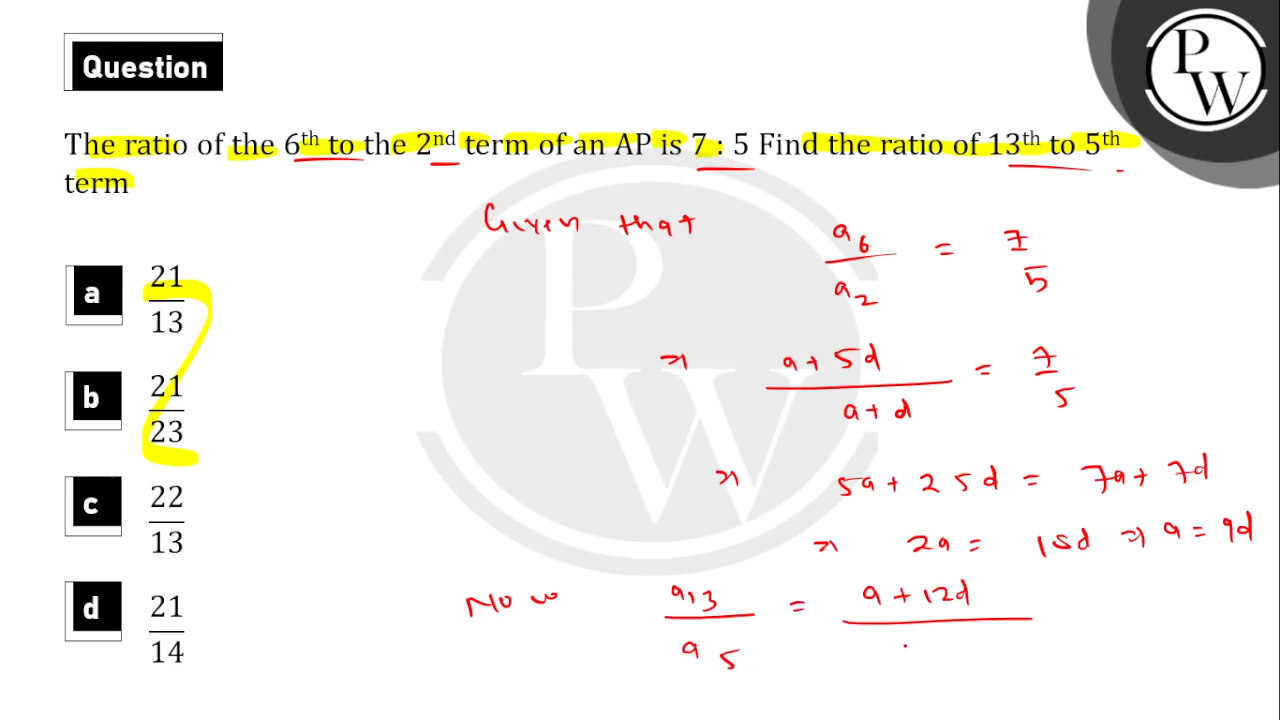 PW
Question
The ratio of the 6th to the 2nd term of an AP is 7 : 5 Find the ratio of 13th to 5th
term
a 21/13
b 21/23
c 22/13
d 21/14
Given that a6/a2 = 7/5
⇒ a + 5d / a + d = 7/5
⇒ 5a + 25d = 7a + 7d
⇒ 2a = 18d ⇒ a = 9d
Now a13/a5 = a + 12d
PW